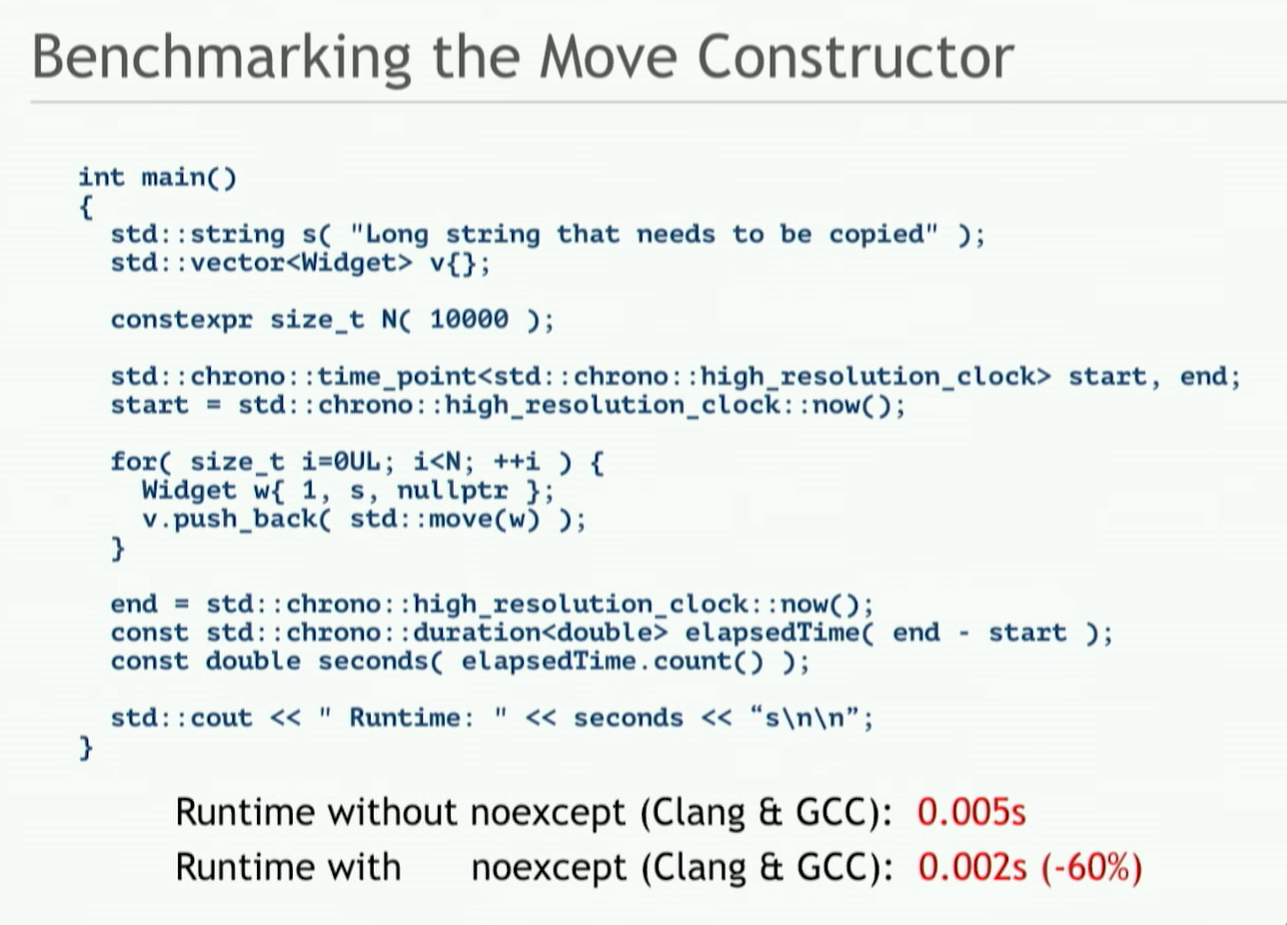 Benchmarking the Move Constructor
int main()
{
std::string s( "Long string that needs to be copied" );
std::vector<Widget> v{};
constexpr size_t N( 10000 );
std::chrono::time_point<std::chrono::high_resolution_clock> start, end;
start = std::chrono::high_resolution_clock::now();
for( size_t i=0UL; i<N; ++i ) {
Widget w{ 1, s, nullptr };
v.push_back( std::move(w) );
}
end = std::chrono::high_resolution_clock::now();
const std::chrono::duration<double> elapsedTime( end - start );
const double seconds( elapsedTime.count() );
std::cout << " Runtime: " << seconds << “s\n\n”;
}
Runtime without noexcept (Clang & GCC): 0.005s
Runtime with noexcept (Clang & GCC): 0.002s (-60%)